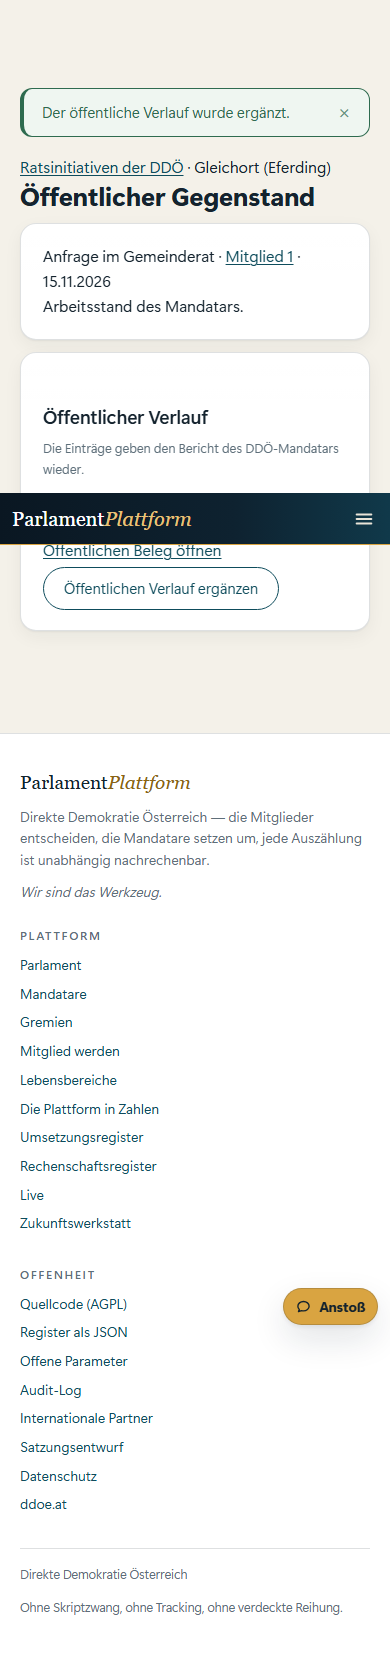 Der öffentliche Verlauf wurde ergänzt. ×
Ratsinitiativen der DDÖ · Gleichort (Eferding)
Öffentlicher Gegenstand
Anfrage im Gemeinderat · Mitglied 1 ·
15.11.2026
Arbeitsstand des Mandatars.
Öffentlicher Verlauf
Die Einträge geben den Bericht des DDÖ-Mandatars
wieder.
ParlamentPlattform
Öffentlichen Beleg öffnen
Öffentlichen Verlauf ergänzen
ParlamentPlattform
Direkte Demokratie Österreich — die Mitglieder
entscheiden, die Mandatare setzen um, jede Auszählung
ist unabhängig nachrechenbar.
Wir sind das Werkzeug.
PLATTFORM
Parlament
Mandatare
Gremien
Mitglied werden
Lebensbereiche
Die Plattform in Zahlen
Umsetzungsregister
Rechenschaftsregister
Live
Zukunftswerkstatt
OFFENHEIT
Anstoß
Quellcode (AGPL)
Register als JSON
Offene Parameter
Audit-Log
Internationale Partner
Satzungsentwurf
Datenschutz
ddoe.at
Direkte Demokratie Österreich
Ohne Skriptzwang, ohne Tracking, ohne verdeckte Reihung.